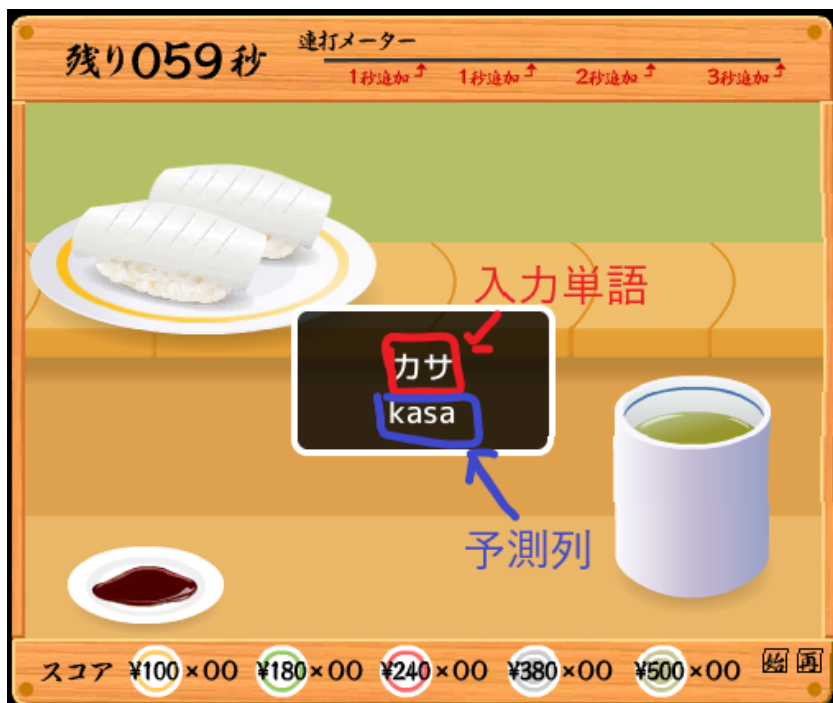 残り059秒
連打メーター
1秒追加 1秒追加 2秒追加 3秒追加
入力単語
カサ
kasa
予測列
スコア ¥100×00 ¥180×00 ¥240×00 ¥380×00 ¥500×00 始 再